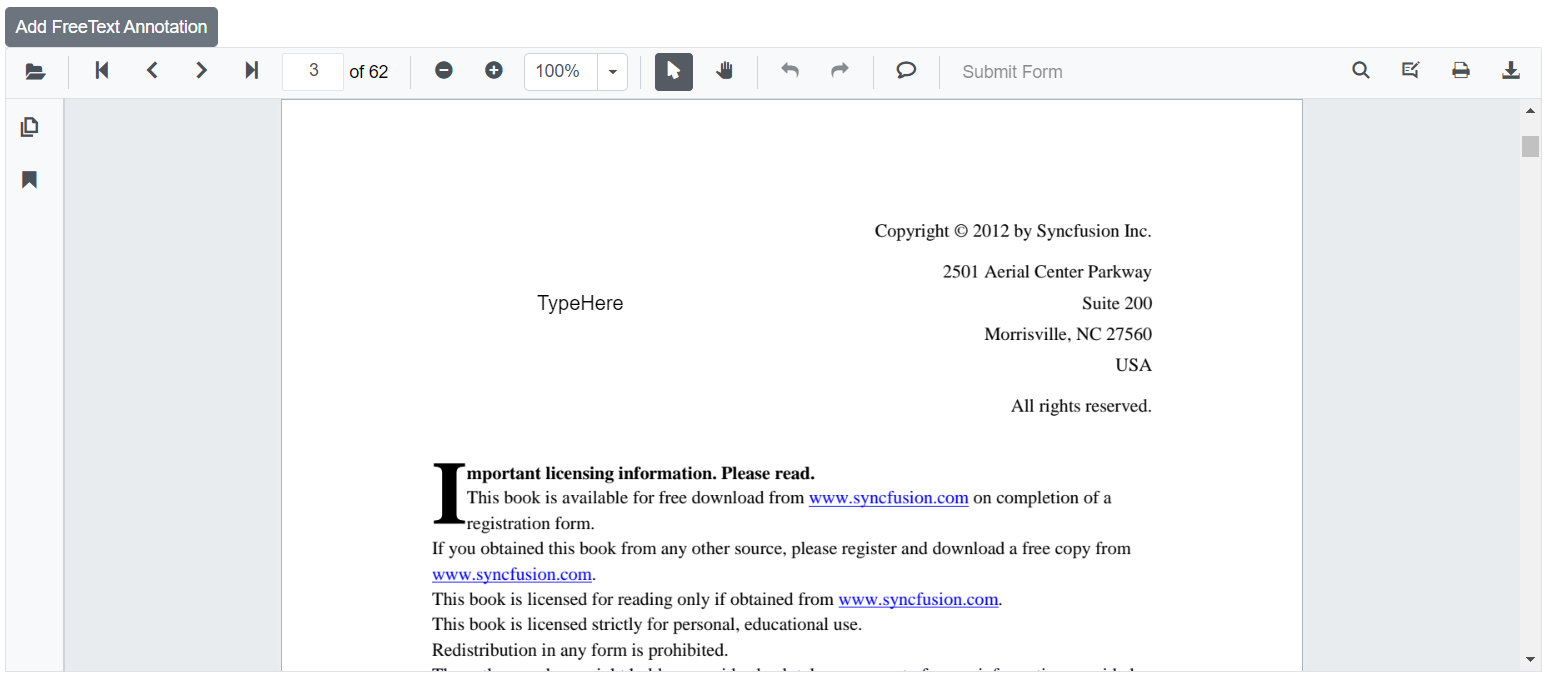 Add FreeText Annotation
3 of 62 100% Submit Form
Copyright © 2012 by Syncfusion Inc.
2501 Aerial Center Parkway
TypeHere Suite 200
Morrisville, NC 27560
USA
All rights reserved.
Important licensing information. Please read.
This book is available for free download from www.syncfusion.com on completion of a
registration form.
If you obtained this book from any other source, please register and download a free copy from
www.syncfusion.com.
This book is licensed for reading only if obtained from www.syncfusion.com.
This book is licensed strictly for personal, educational use.
Redistribution in any form is prohibited.